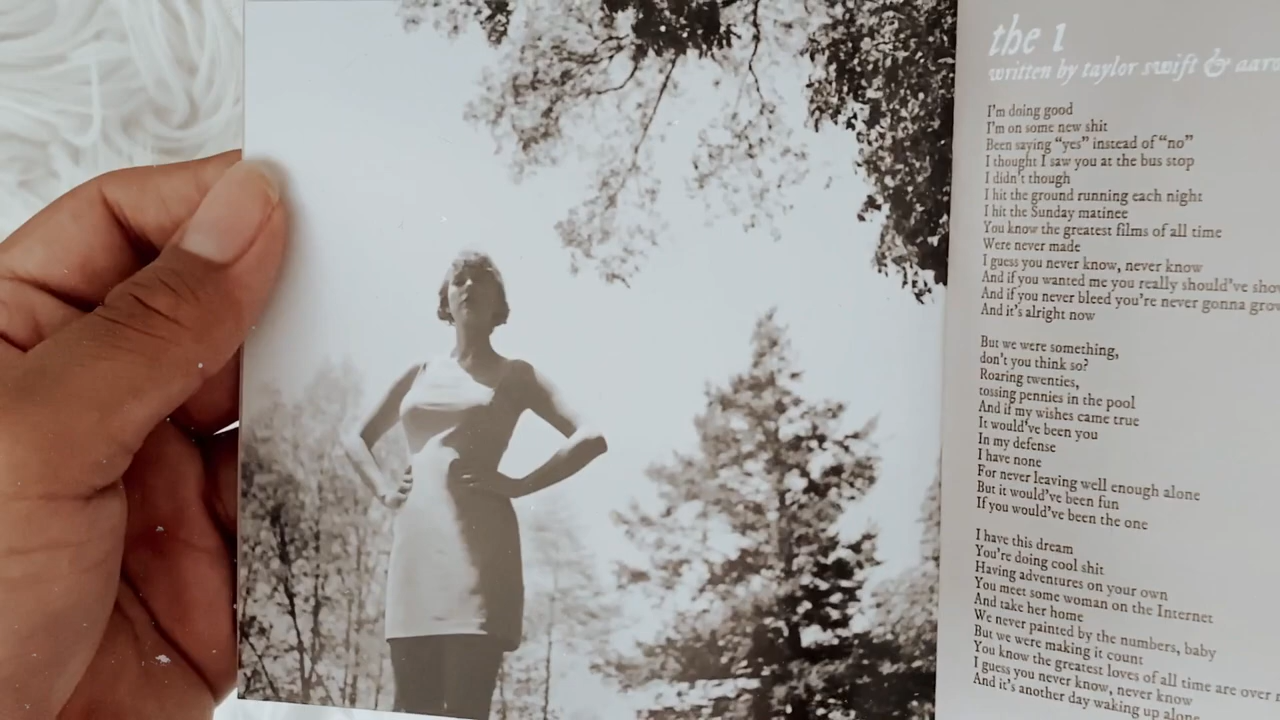 the 1
written by taylor swift &
I'm doing good
I'm on some new shit
Been saying "yes" instead of "no"
I thought I saw you at the bus stop
I didn't though
I hit the ground running each night
I hit the Sunday matinee
You know the greatest films of all time
Were never made
I guess you never know, never know
And if you wanted me you really should've
And if you never bleed you're never gonna
And it's alright now
But we were something,
don't you think so?
Roaring twenties,
tossing pennies in the pool
And if my wishes came true
It would've been you
In my defense
I have none
For never leaving well enough alone
But it would've been fun
If you would've been the one
I have this dream
You're doing cool shit
Having adventures on your own
You meet some woman on the Internet
And take her home
We never painted by the numbers, baby
But we were making it count
You know the greatest loves of all time are over
I guess you never know, never know
And it's another day waking up